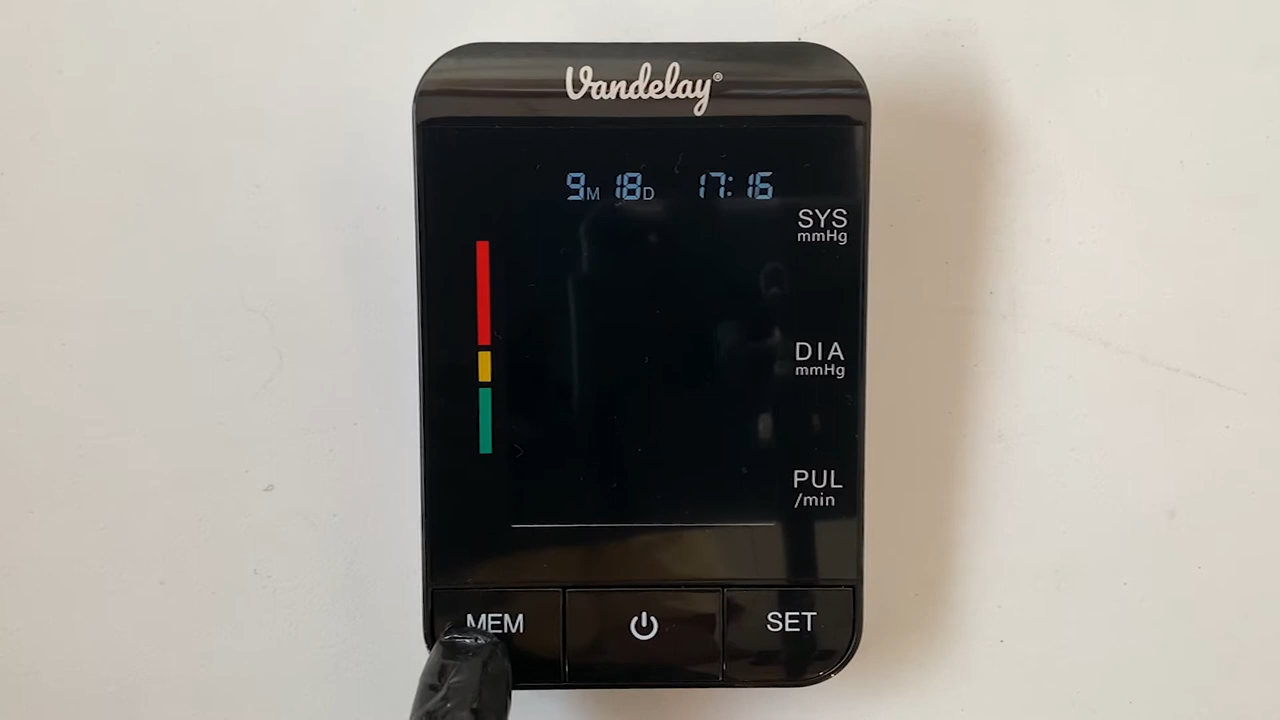 Vandelay®
9M 18D 17:16
SYS
mmHg
DIA
mmHg
PUL
/min
MEM SET